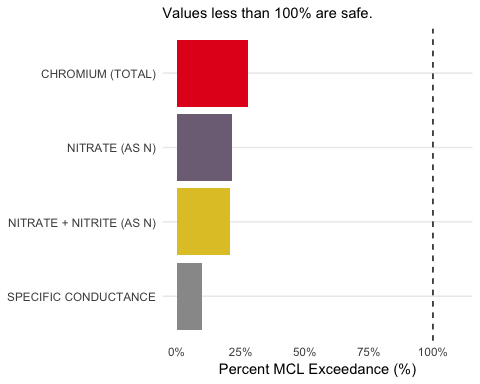 Values less than 100% are safe.
CHROMIUM (TOTAL)
NITRATE (AS N)
NITRATE + NITRITE (AS N)
SPECIFIC CONDUCTANCE
0% 25% 50% 75% 100%
Percent MCL Exceedance (%)